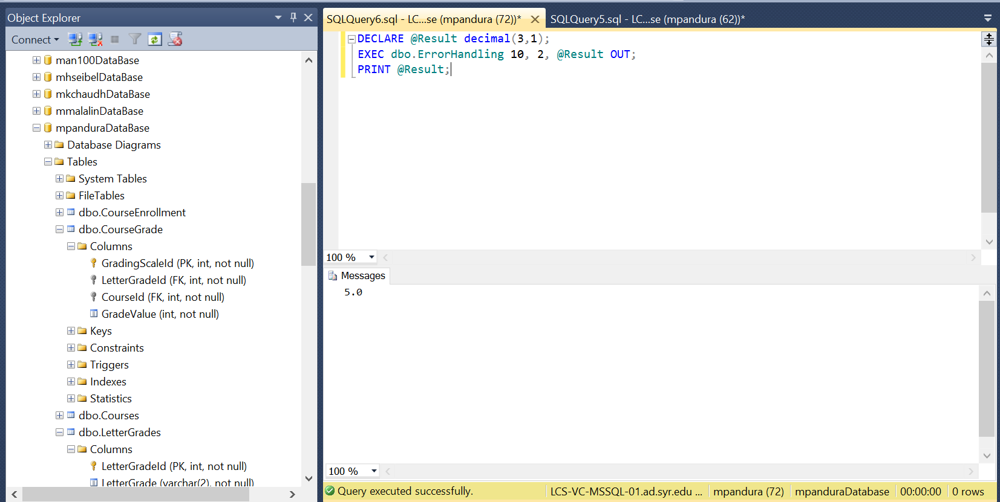 Object Explorer
Connect
man100DataBase
mhseibelDataBase
mkchaudhDataBase
mmalalinDataBase
mpanduraDataBase
Database Diagrams
Tables
System Tables
FileTables
dbo.CourseEnrollment
dbo.CourseGrade
Columns
GradingScaleId (PK, int, not null)
LetterGradeId (FK, int, not null)
CourseId (FK, int, not null)
GradeValue (int, not null)
Keys
Constraints
Triggers
Indexes
Statistics
dbo.Courses
dbo.LetterGrades
Columns
LetterGradeId (PK, int, not null)
LetterGrade (varchar(2), not null)
SQLQuery6.sql - LC...se (mpandura (72))*
SQLQuery5.sql - LC...se (mpandura (62))*
DECLARE @Result decimal(3,1);
EXEC dbo.ErrorHandling 10, 2, @Result OUT;
PRINT @Result;
100 %
Messages
5.0
100 %
Query executed successfully.
LCS-VC-MSSQL-01.ad.syr.edu ...
mpandura (72)
mpanduraDatabase
00:00:00
0 rows